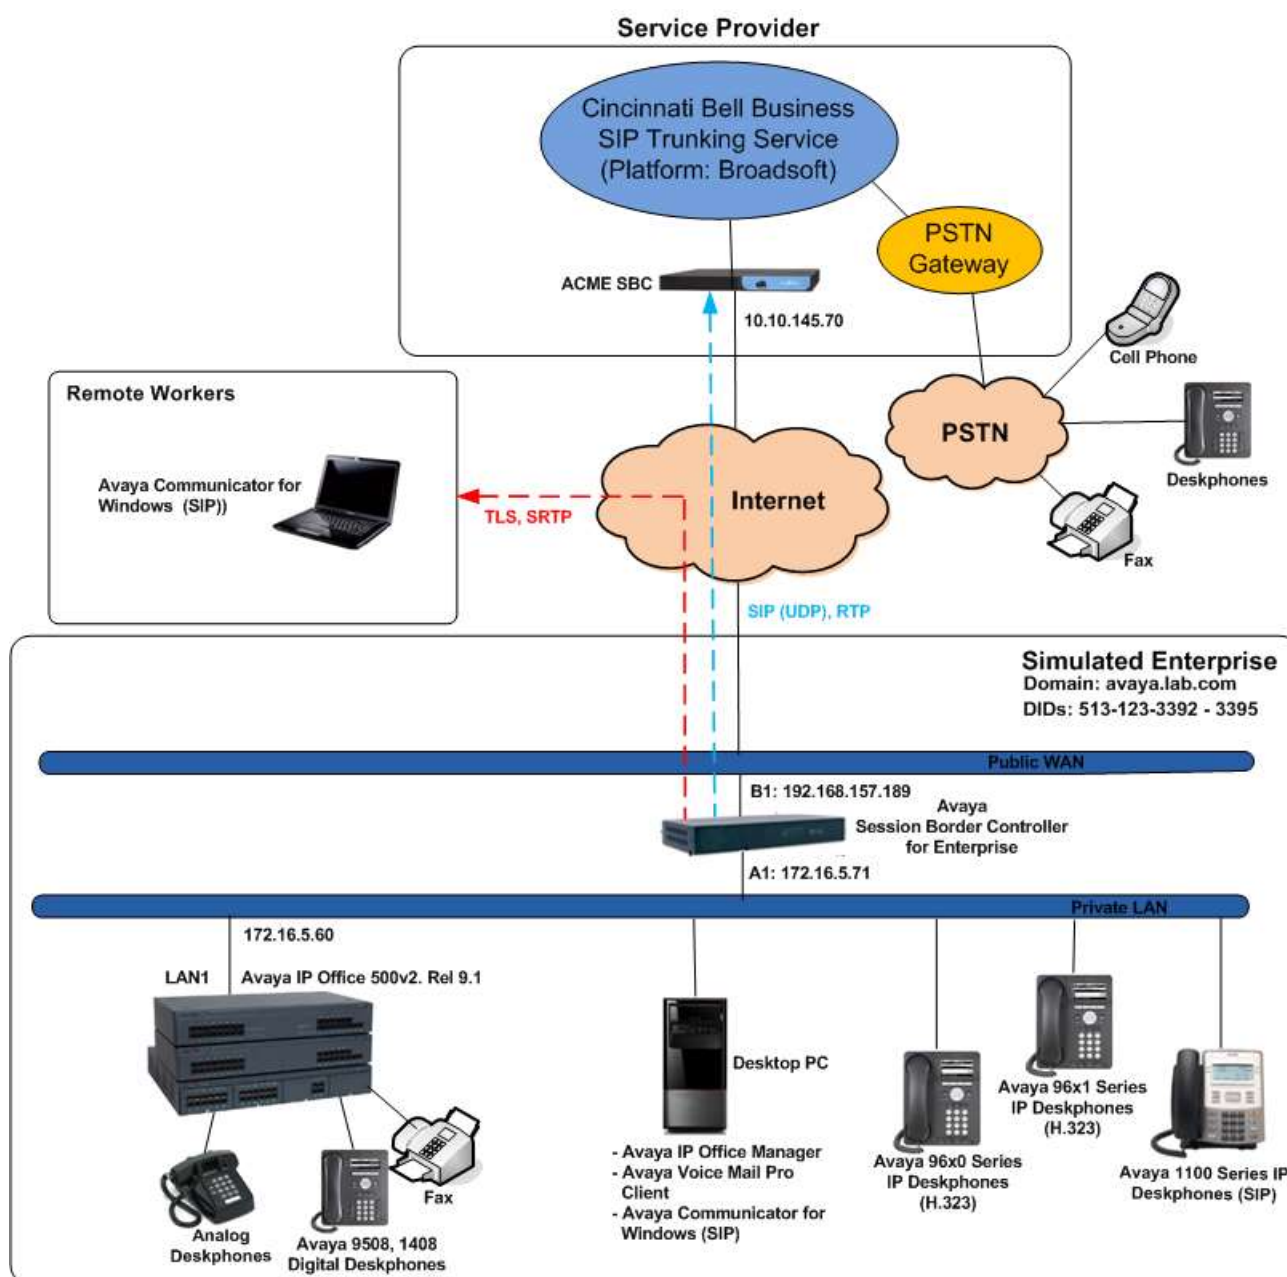 Service Provider
Cincinnati Bell Business
SIP Trunking Service
(Platform: Broadsoft)
PSTN
Gateway
ACME SBC
10.10.145.70
Cell Phone
Remote Workers
PSTN
Deskphones
Avaya Communicator for
Windows (SIP))
Internet
TLS, SRTP
Fax
SIP (UDP), RTP
Simulated Enterprise
Domain: avaya.lab.com
DIDs: 513-123-3392 - 3395
Public WAN
B1: 192.168.157.189
Avaya
Session Border Controller
for Enterprise
A1: 172.16.5.71
Private LAN
172.16.5.60
LAN1
Avaya IP Office 500v2. Rel 9.1
Desktop PC
Avaya 96x1 Series
IP Deskphones
(H.323)
- Avaya IP Office Manager
- Avaya Voice Mail Pro
Client
- Avaya Communicator for
Windows (SIP)
Avaya 96x0 Series
IP Deskphones
(H.323)
Avaya 1100 Series IP
Deskphones (SIP)
Fax
Analog
Deskphones
Avaya 9508, 1408
Digital Deskphones